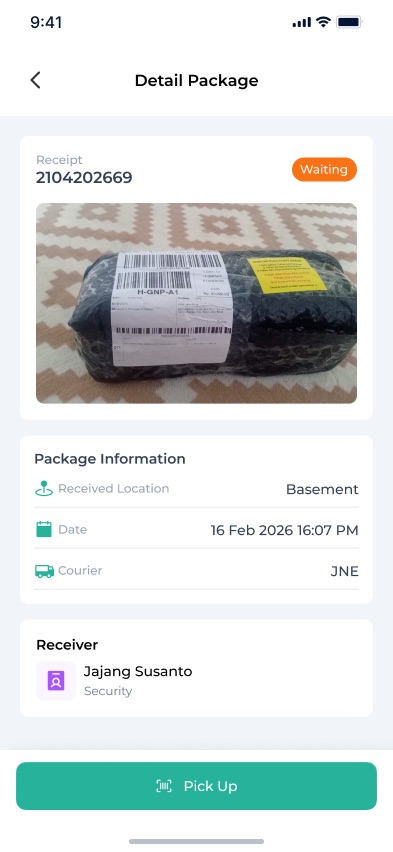 9:41
Detail Package
Receipt
2104202669
Waiting
H-GNP-A1
Package Information
Received Location
Basement
Date
16 Feb 2026 16:07 PM
Courier
JNE
Receiver
Jajang Susanto
Security
Pick Up